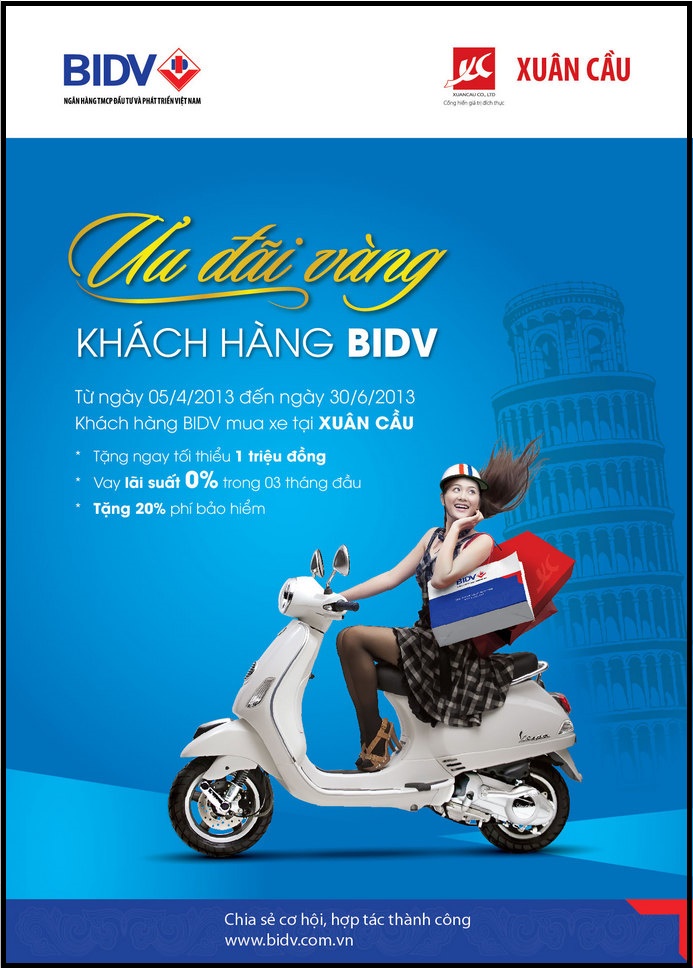 BIDV
NGÂN HÀNG TMCP ĐẦU TƯ VÀ PHÁT TRIỂN VIỆT NAM
XUANCAU CO., LTD
Cống hiến giá trị đích thực
XUÂN CẦU
Ưu đãi vàng
KHÁCH HÀNG BIDV
Từ ngày 05/4/2013 đến ngày 30/6/2013
Khách hàng BIDV mua xe tại XUÂN CẦU
* Tặng ngay tối thiểu 1 triệu đồng
* Vay lãi suất 0% trong 03 tháng đầu
* Tặng 20% phí bảo hiểm
BIDV
Vespa
Chia sẻ cơ hội, hợp tác thành công
www.bidv.com.vn